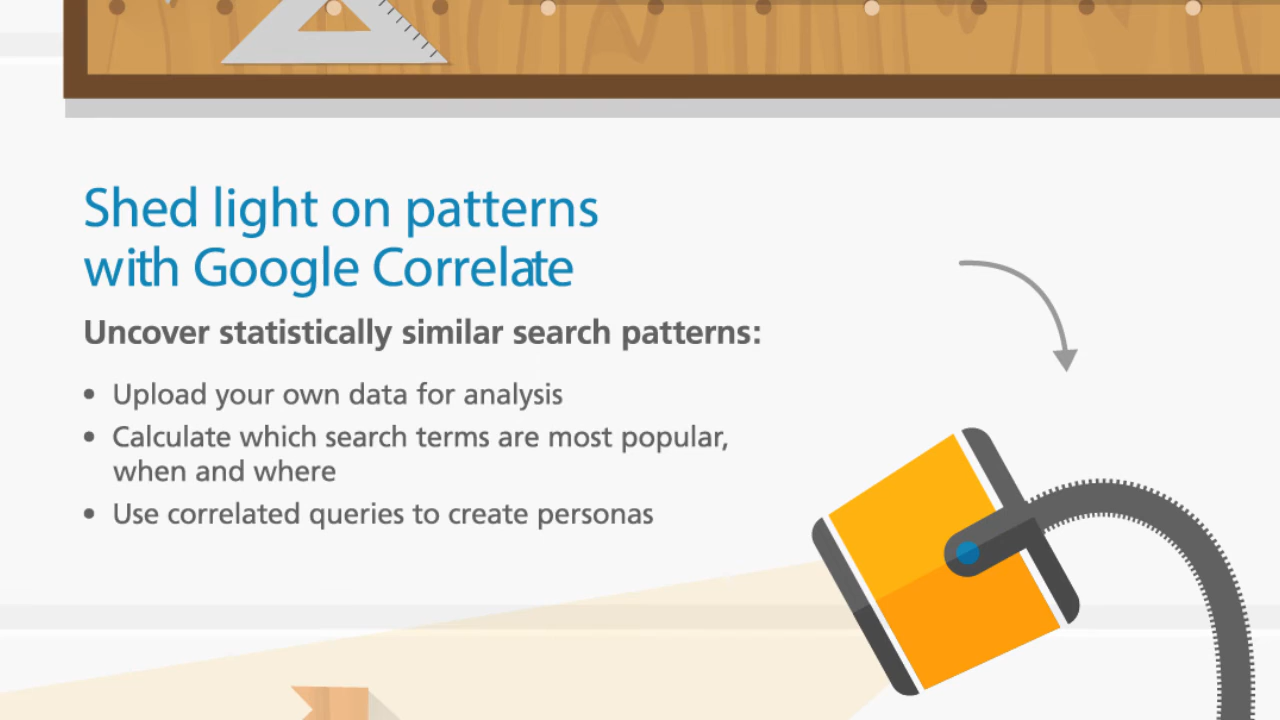 Shed light on patterns
with Google Correlate
Uncover statistically similar search patterns:
• Upload your own data for analysis
• Calculate which search terms are most popular,
when and where
• Use correlated queries to create personas